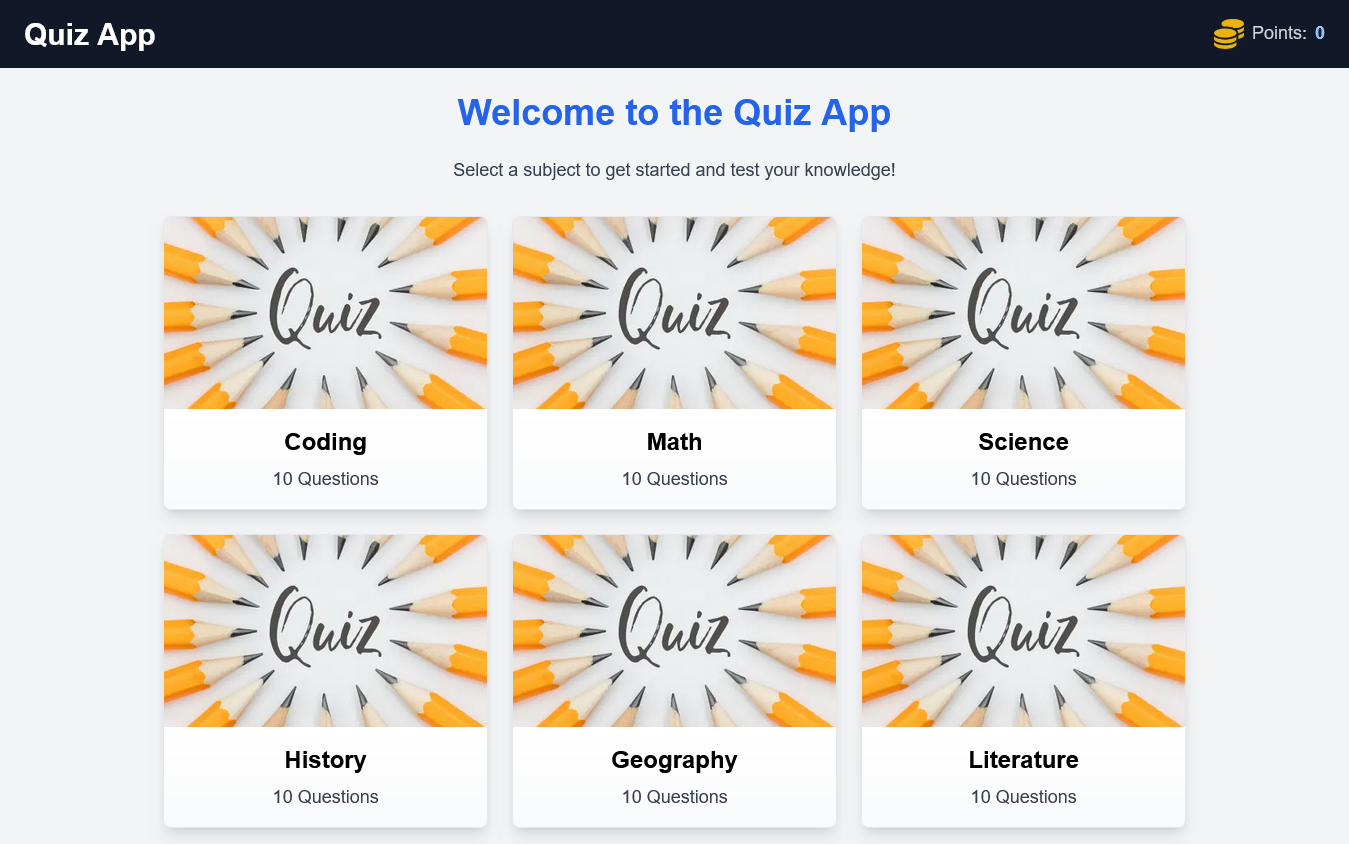 Quiz App
Points: 0
Welcome to the Quiz App
Select a subject to get started and test your knowledge!
Quiz
Quiz
Quiz
Coding
Math
Science
10 Questions
10 Questions
10 Questions
Quiz
Quiz
Quiz
History
Geography
Literature
10 Questions
10 Questions
10 Questions